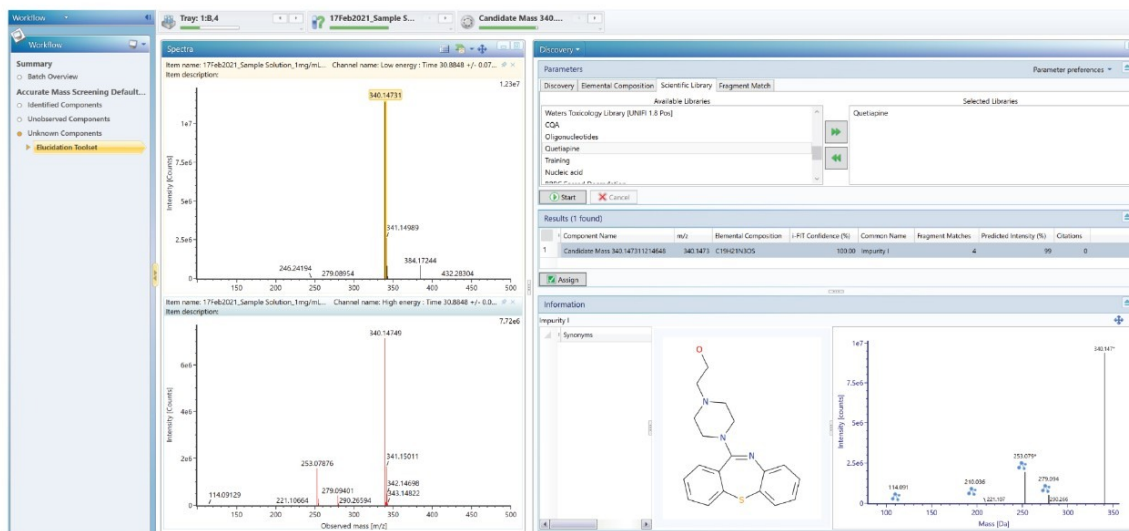 Workflow
Tray: 1:B,4
17Feb2021_Sample S...
Candidate Mass 340....
Workflow
Summary
Batch Overview
Accurate Mass Screening Default...
Identified Components
Unobserved Components
Unknown Components
Elucidation Toolset
Spectra
Item name: 17Feb2021_Sample Solution_1mg/mL... Channel name: Low energy : Time 30.8848 +/- 0.07...
Item description:
1.23e7
340.14731
1e7
7.5e6
5e6
2.5e6
0
Intensity [Counts]
341.14989
384.17244
246.24194
279.08954
432.28304
100 150 200 250 300 350 400 450 500
Item name: 17Feb2021_Sample Solution_1mg/mL... Channel name: High energy : Time 30.8848 +/- 0.0...
Item description:
7.72e6
340.14749
6e6
4e6
2e6
0
Intensity [Counts]
253.07876
341.15011
279.09401
342.14698
343.14822
114.09129
221.10664
290.26594
100 150 200 250 300 350 400 450 500
Observed mass [m/z]
Discovery
Parameters
Parameter preferences
Discovery Elemental Composition Scientific Library Fragment Match
Available Libraries
Selected Libraries
Waters Toxicology Library [UNIFI 1.8 Pos]
CQA
Oligonucleotides
Quetiapine
Training
Nucleic acid
Quetiapine
Start Cancel
Results (1 found)
Component Name m/z Elemental Composition i-FIT Confidence (%) Common Name Fragment Matches Predicted Intensity (%) Citations
1 Candidate Mass 340.147311214648 340.1473 C19H21N3OS 100.00 Impurity I 4 99 0
Assign
Information
Impurity I
Synonyms
O
N
N
N
S
1e7
7.5e6
5e6
2.5e6
0
Intensity [counts]
340.147*
253.079*
279.094
210.036
114.091
221.107
290.266
100 150 200 250 300 350
Mass [Da]